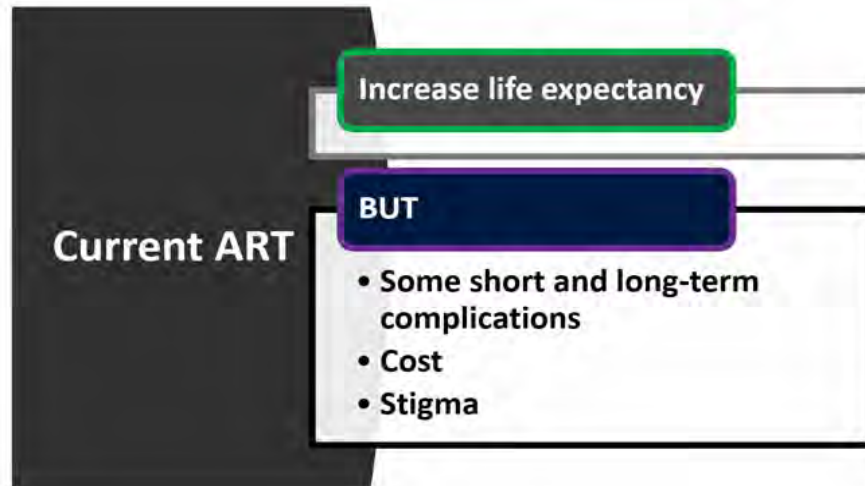 Increase life expectancy
BUT
Current ART
• Some short and long-term
complications
• Cost
• Stigma